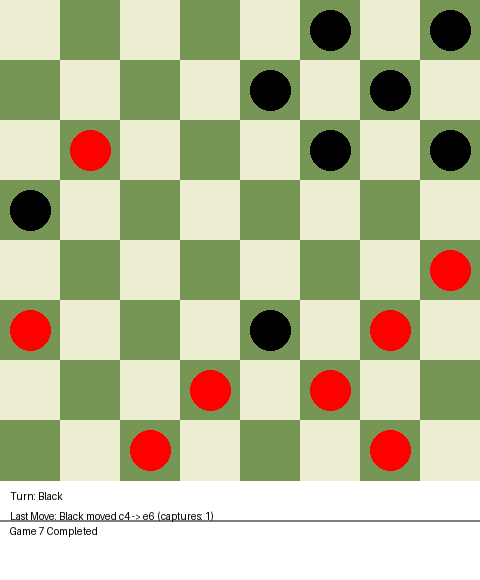 Turn: Black
Last Move: Black moved c4 -> e6 (captures: 1)
Game 7 Completed